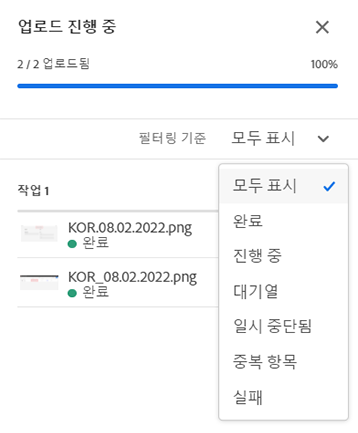 업로드 진행 중
2 / 2 업로드됨 100%
필터링 기준 모두 표시
작업 1
모두 표시
완료
진행 중
대기열
일시 중단됨
중복 항목
실패
KOR.08.02.2022.png
완료
KOR_08.02.2022.png
완료